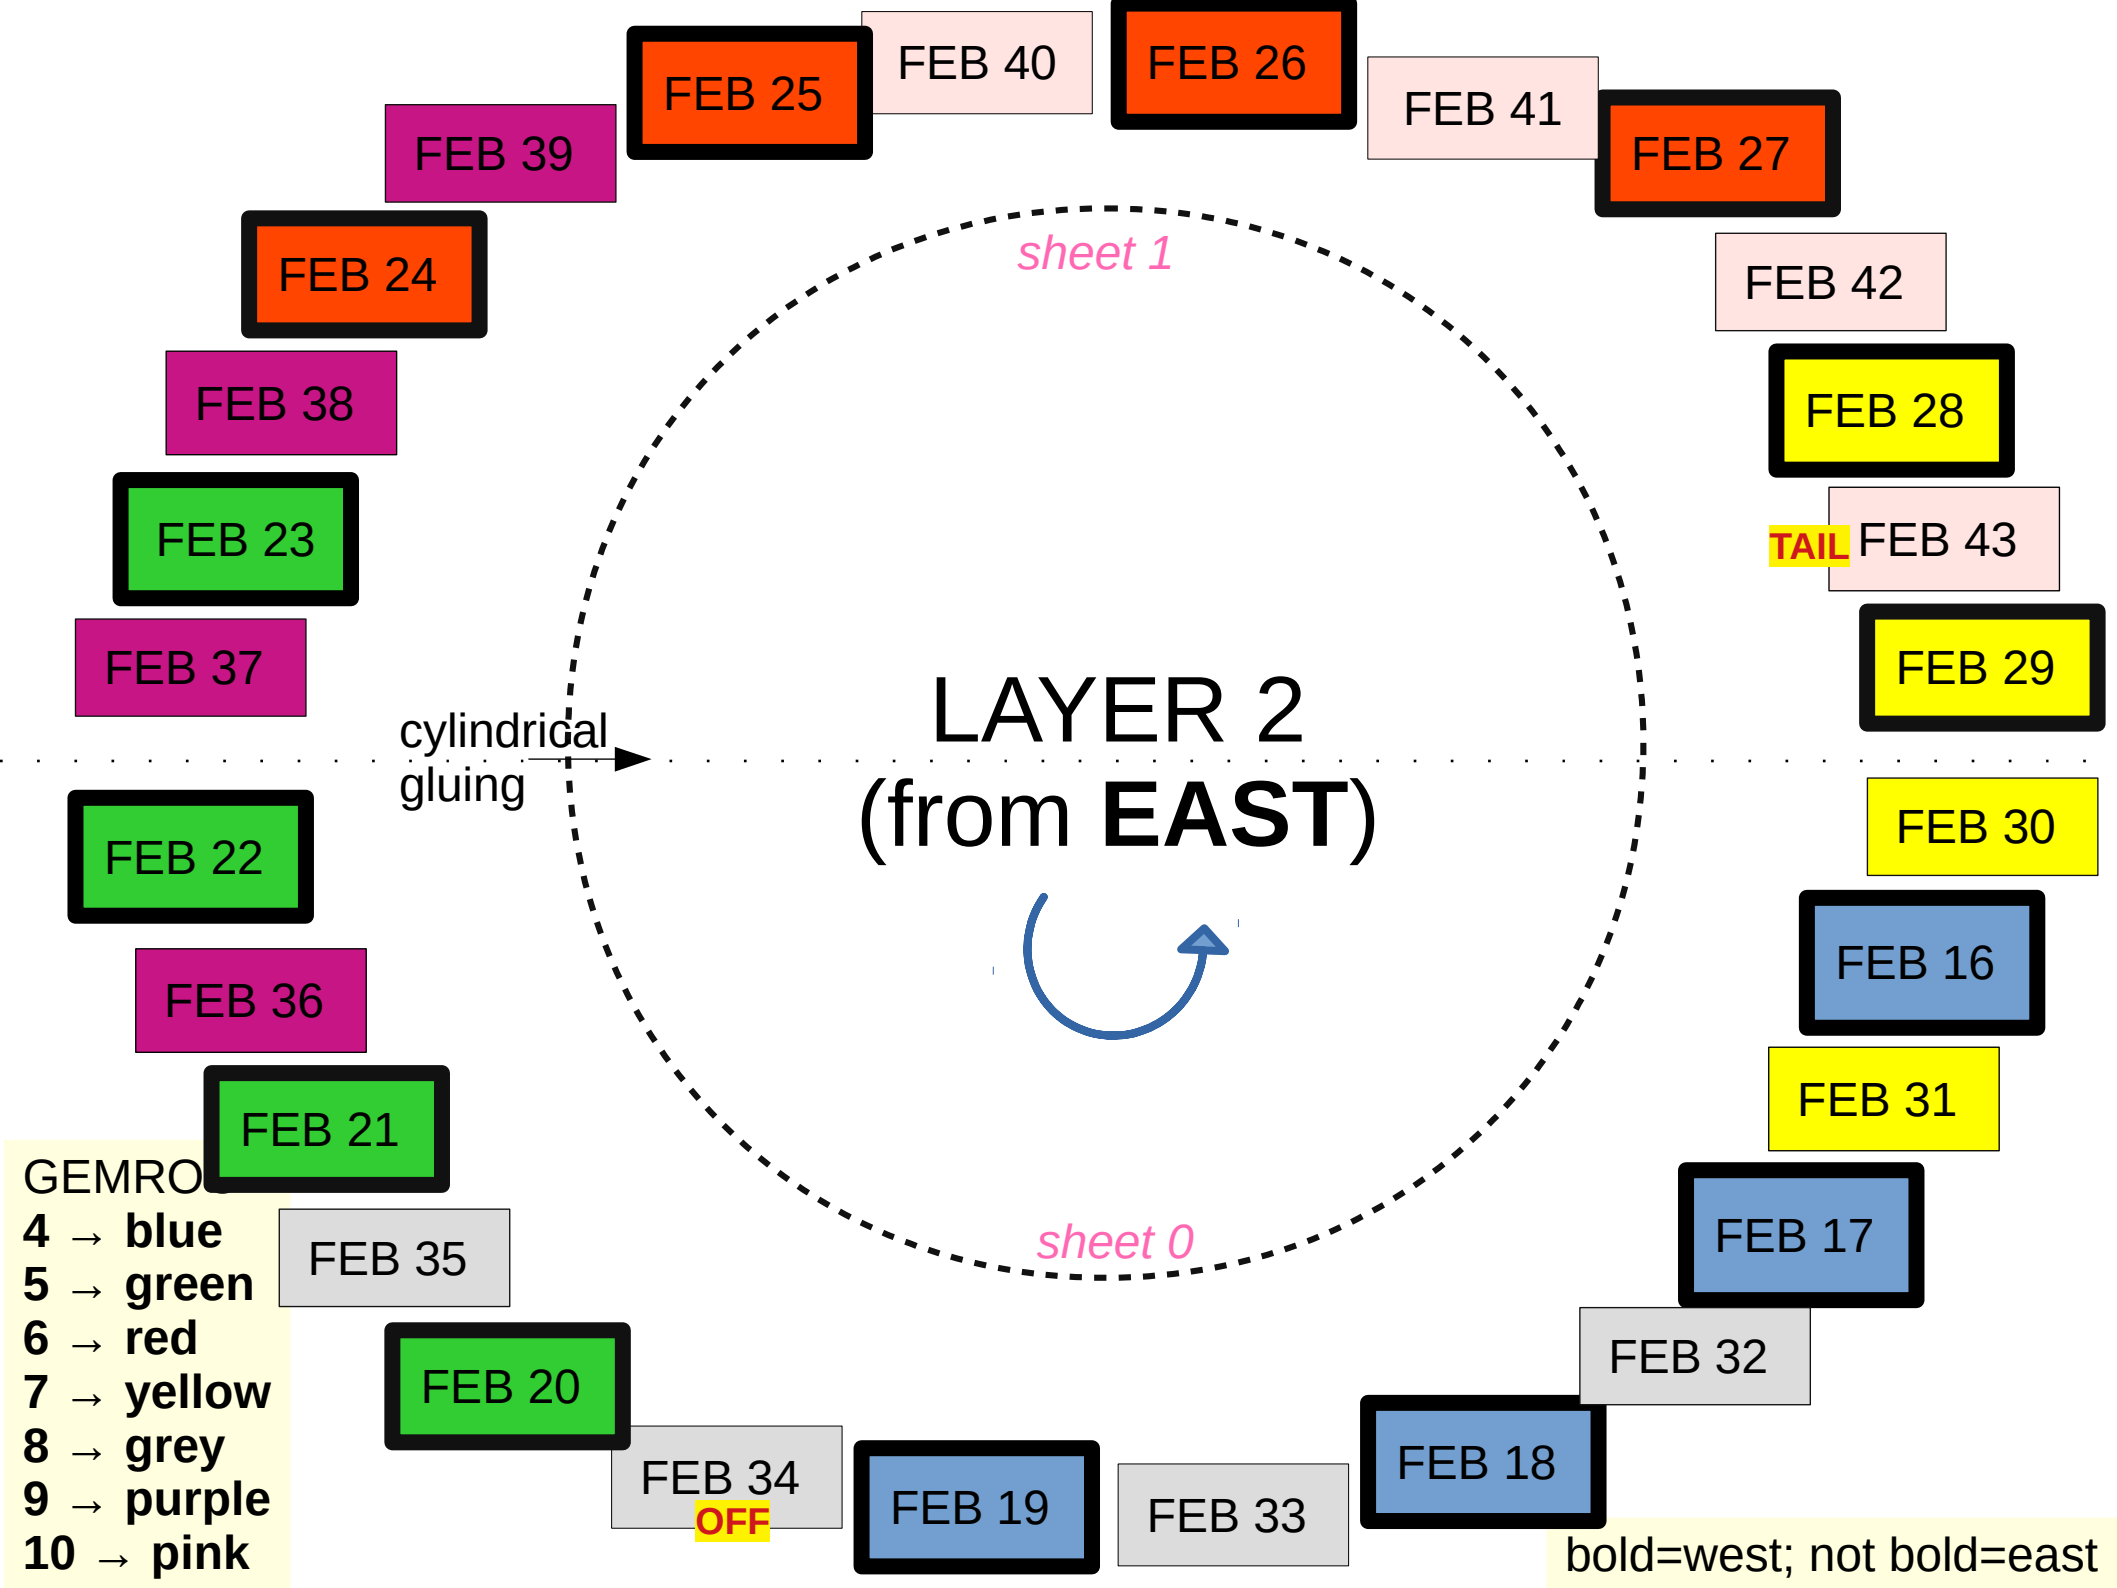 FEB 40
FEB 26
FEB 25
FEB 41
FEB 39
FEB 27
sheet 1
FEB 24
FEB 42
FEB 38
FEB 28
FEB 23
TAIL
FEB 43
FEB 37
FEB 29
cylindrical
gluing
LAYER 2
(from EAST)
FEB 30
FEB 22
FEB 16
FEB 36
FEB 31
FEB 21
FEB 17
sheet 0
FEB 35
FEB 32
FEB 20
FEB 18
FEB 34
OFF
FEB 19
FEB 33
4 → blue
5 → green
6 → red
7 → yellow
8 → grey
9 → purple
10 → pink
bold=west; not bold=east